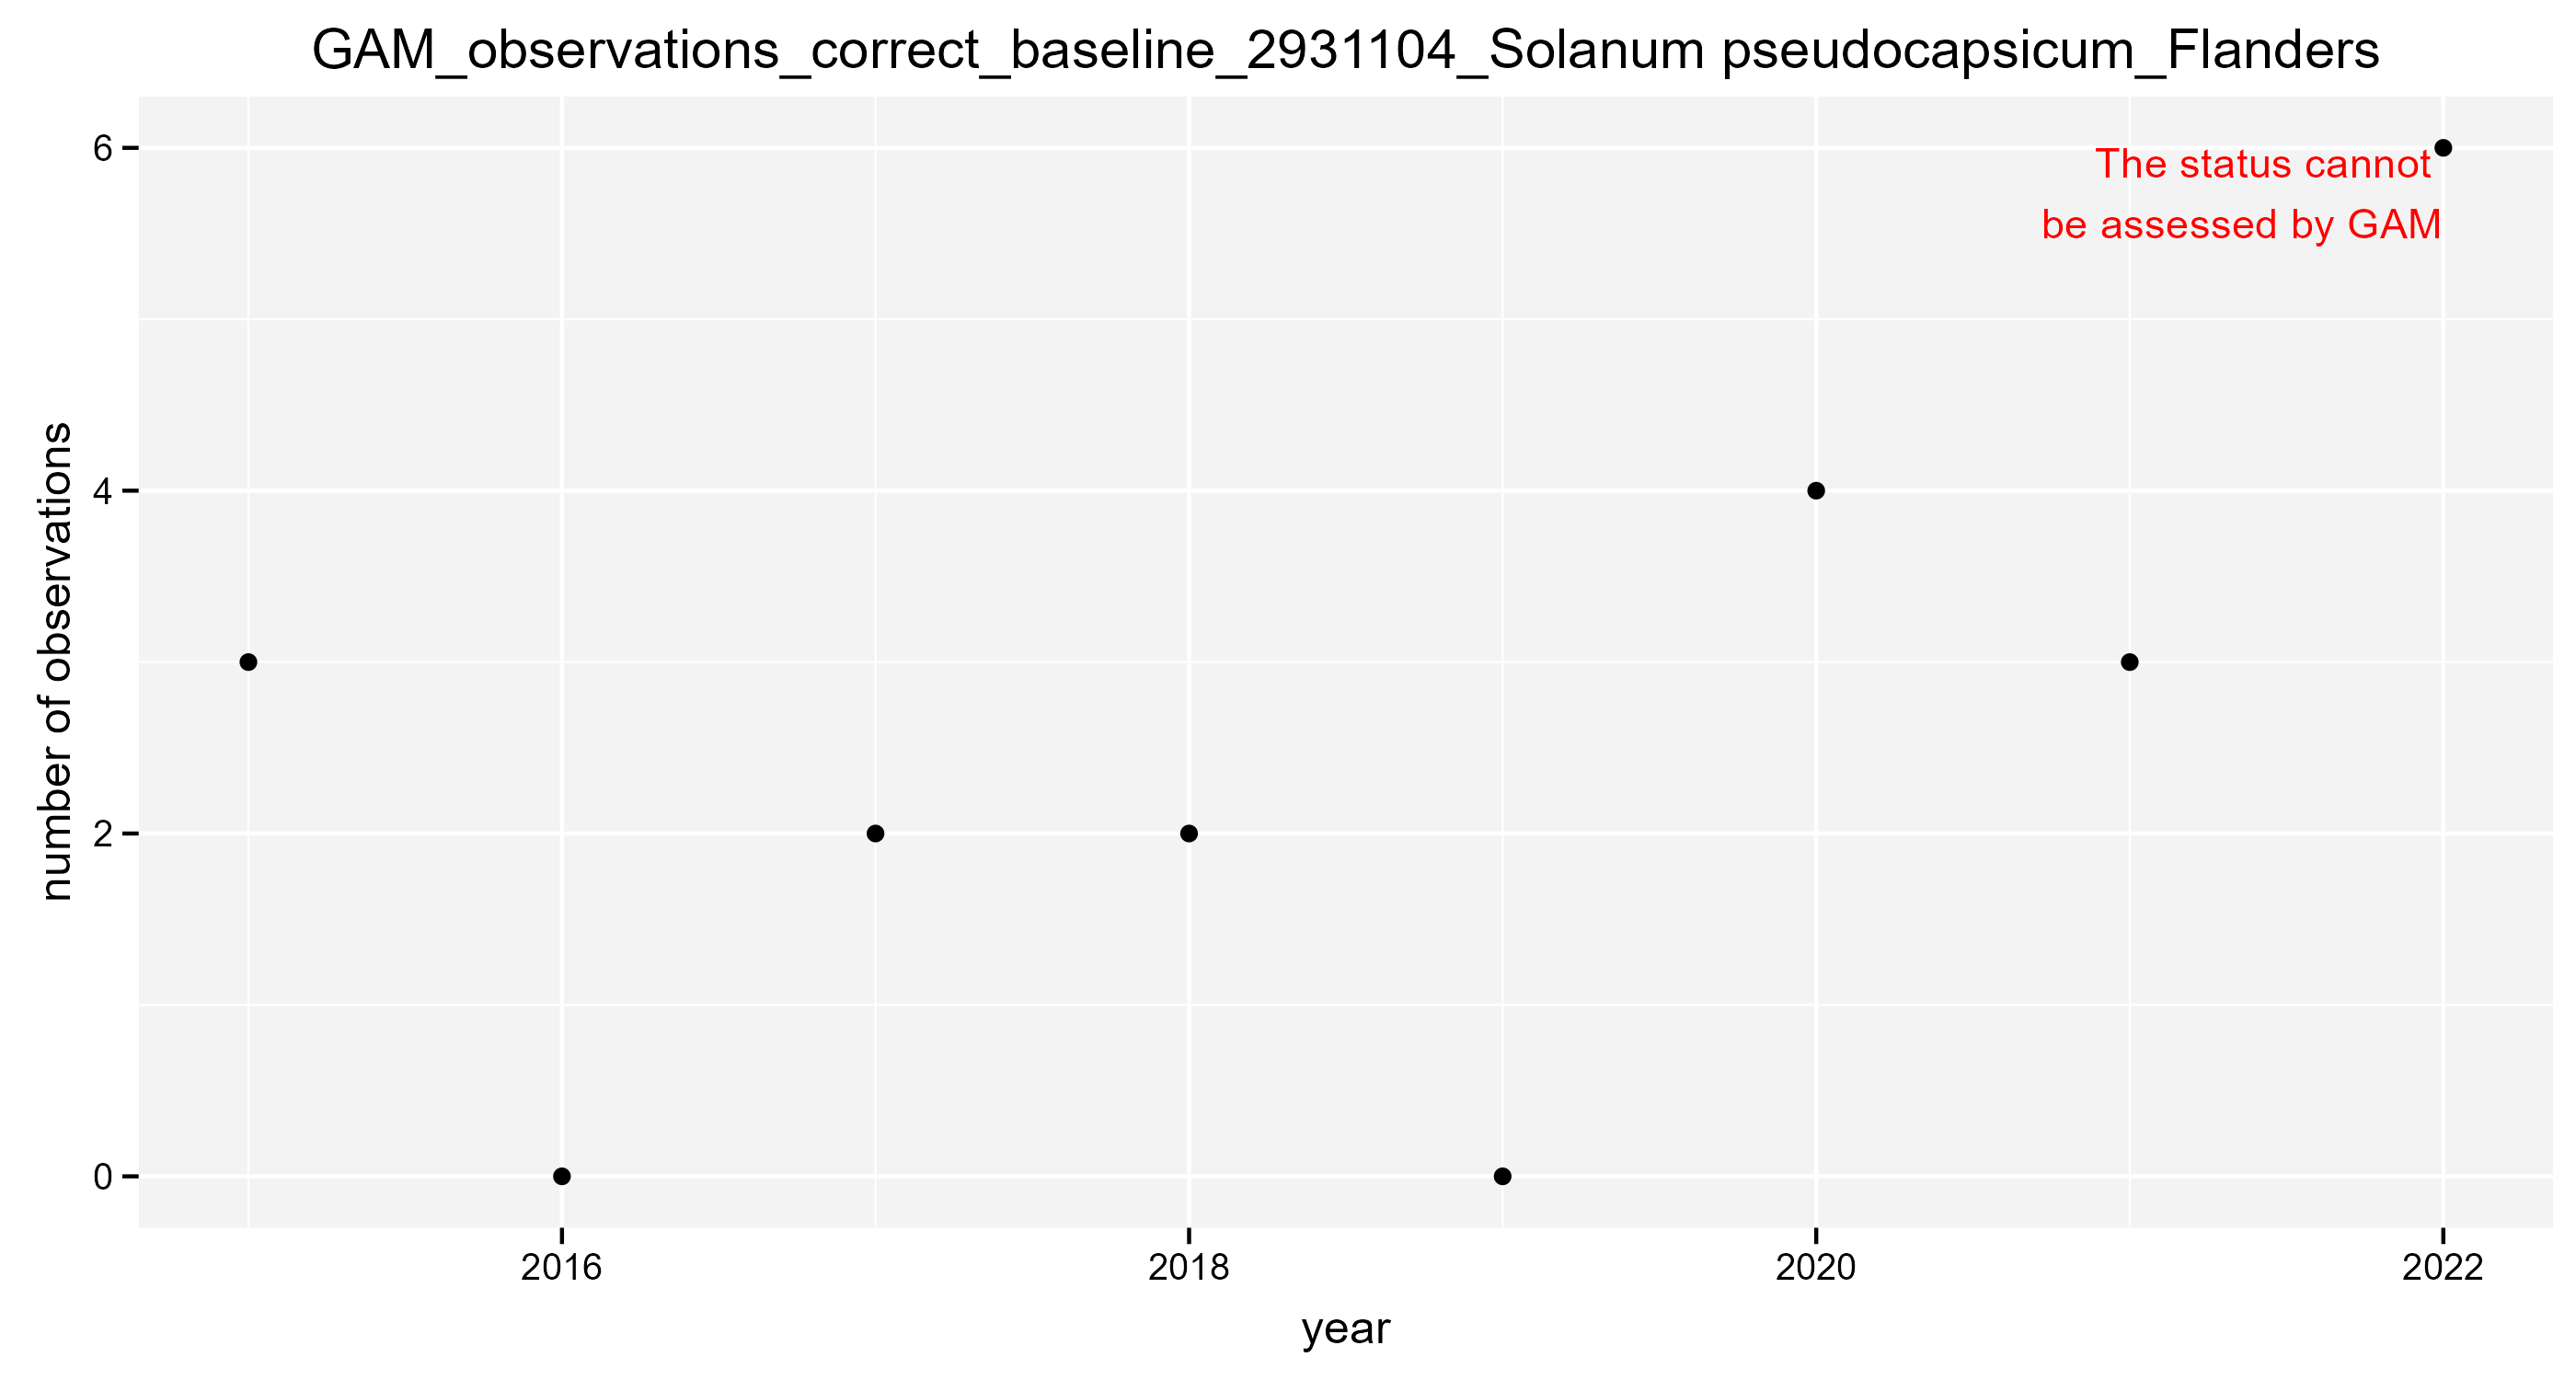 GAM_observations_correct_baseline_2931104_Solanum pseudocapsicum_Flanders
6
The status cannot
be assessed by GAM
4
2
0
number of observations
2016
2018
2020
2022
year